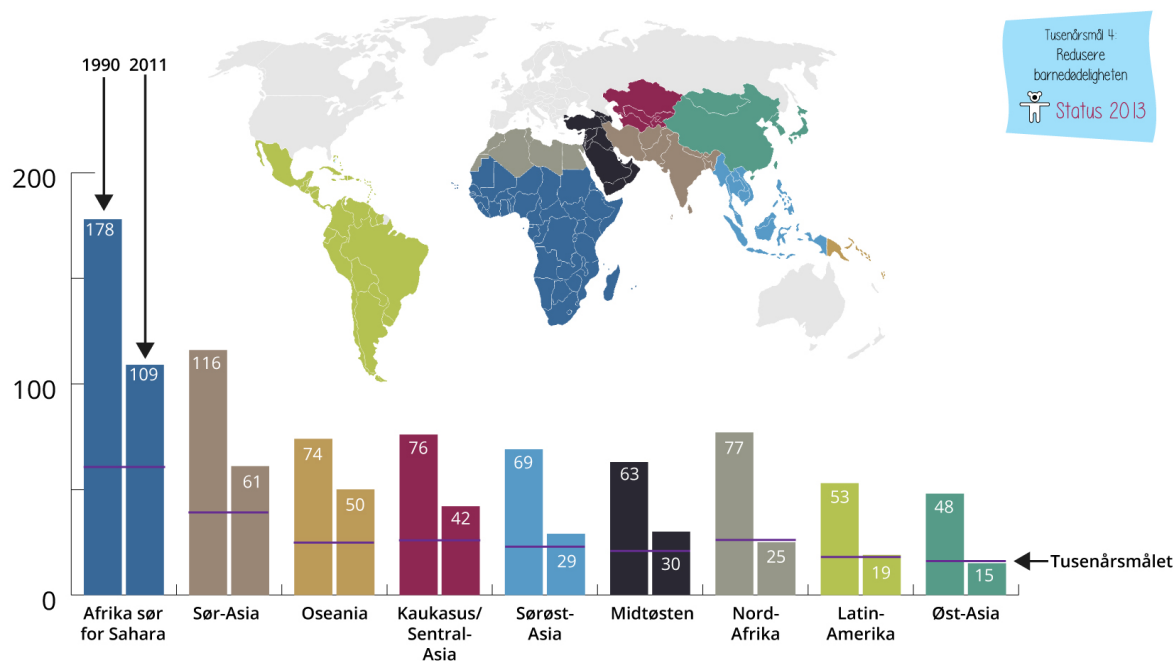 Tusenårsmål 4:
Redusere
barnedødeligheten
Status 2013
1990 2011
200
100
0
178
109
116
61
74
50
76
42
69
29
63
30
77
25
53
19
48
15
Tusenårsmålet
Afrika sør
for Sahara
Sør-Asia
Oseania
Kaukasus/
Sentral-
Asia
Sørøst-
Asia
Midtøsten
Nord-
Afrika
Latin-
Amerika
Øst-Asia